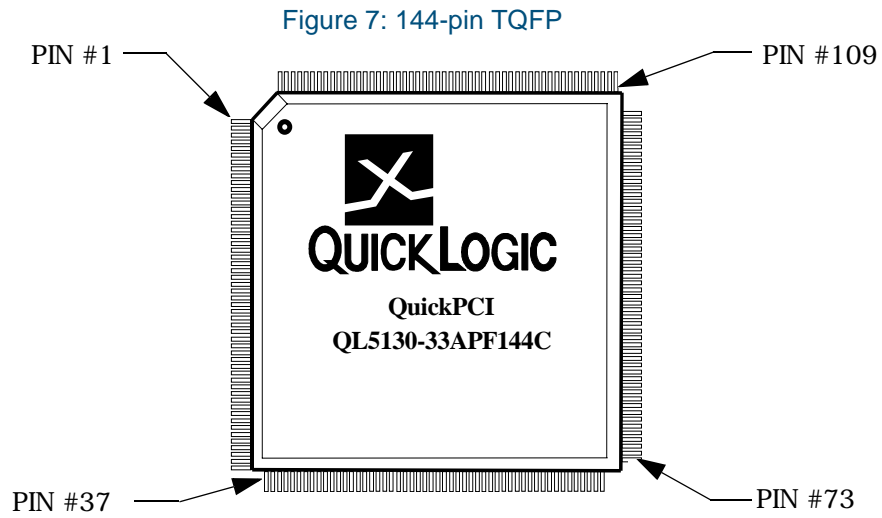 Figure 7: 144-pin TQFP
PIN #1
PIN #109
QUICKLOGIC
QuickPCI
QL5130-33APF144C
PIN #37
PIN #73